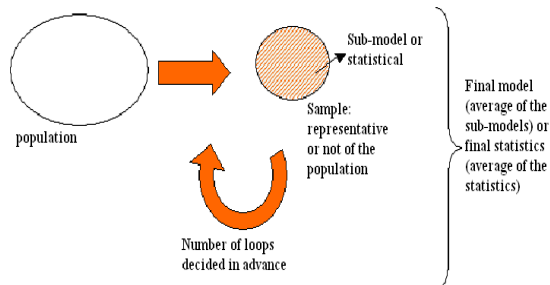 population
Sub-model or
statistical
Sample:
representative
or not of the
population
Number of loops
decided in advance
Final model
(average of the
sub-models) or
final statistics
(average of the
statistics)